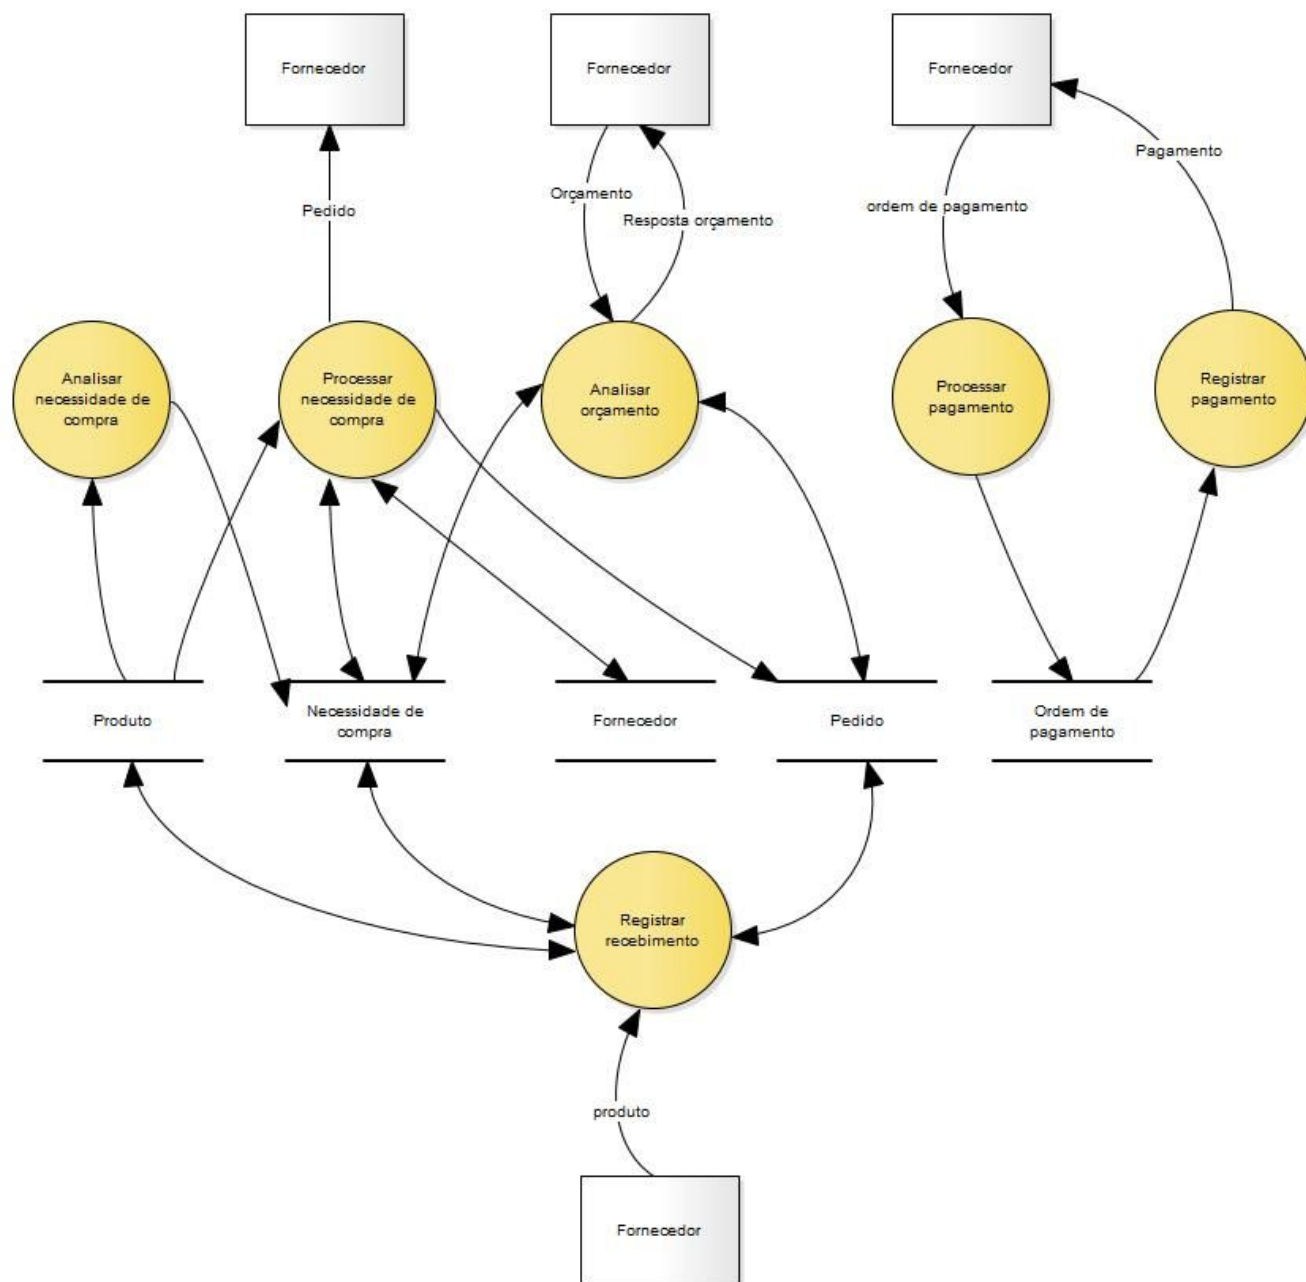 Fornecedor
Fornecedor
Fornecedor
Pagamento
Orçamento
ordem de pagamento
Pedido
Resposta orçamento
Analisar
necessidade de
compra
Processar
necessidade de
compra
Analisar
orçamento
Processar
pagamento
Registrar
pagamento
Produto
Necessidade de
compra
Fornecedor
Pedido
Ordem de
pagamento
Registrar
recebimento
produto
Fornecedor